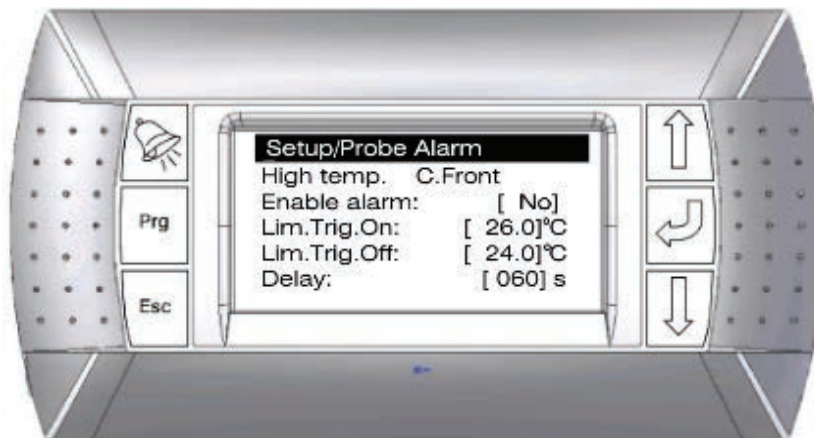 Setup/Probe Alarm
High temp. C.Front
Enable alarm: [ No]
Lim.Trig.On: [ 26.0]°C
Lim.Trig.Off: [ 24.0]°C
Delay: [ 060] s
Prg
Esc